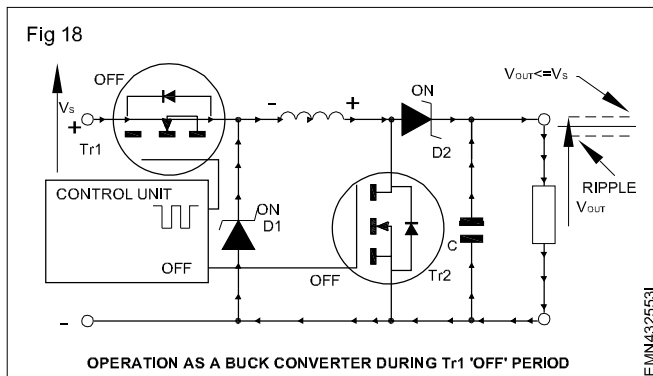 Fig 18
OFF
ON
VOUT<=VS
VS
+
-
+
Tr1
D2
RIPPLE
CONTROL UNIT
ON
VOUT
D1
C
OFF
OFF
Tr2
-
OPERATION AS A BUCK CONVERTER DURING Tr1 'OFF' PERIOD
EMN432553I